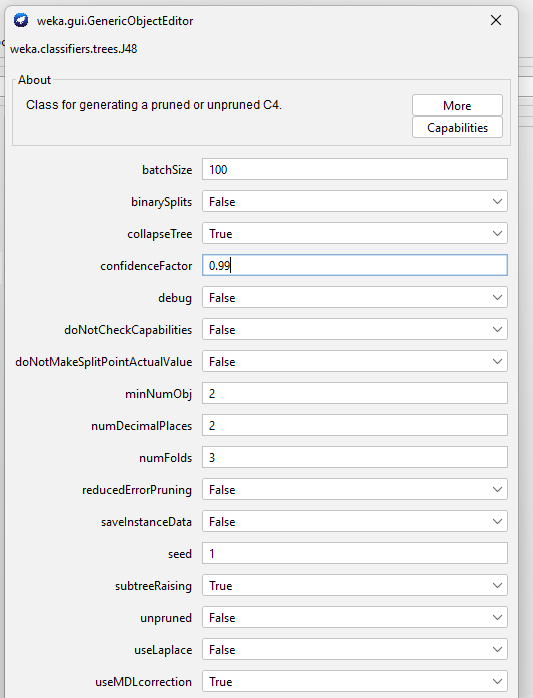 weka.gui.GenericObjectEditor
weka.classifiers.trees.J48
About
Class for generating a pruned or unpruned C4.
More
Capabilities
batchSize 100
binarySplits False
collapseTree True
confidenceFactor 0.99
debug False
doNotCheckCapabilities False
doNotMakeSplitPointActualValue False
minNumObj 2
numDecimalPlaces 2
numFolds 3
reducedErrorPruning False
saveInstanceData False
seed 1
subtreeRaising True
unpruned False
useLaplace False
useMDLcorrection True